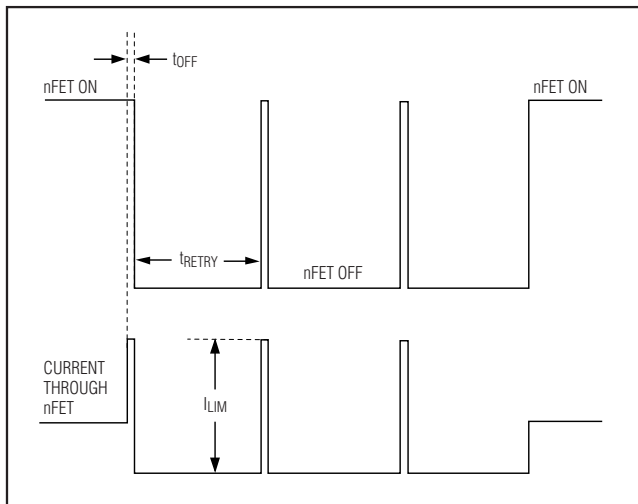 tOFF
nFET ON
nFET ON
tRETRY
nFET OFF
CURRENT
THROUGH
nFET
ILIM